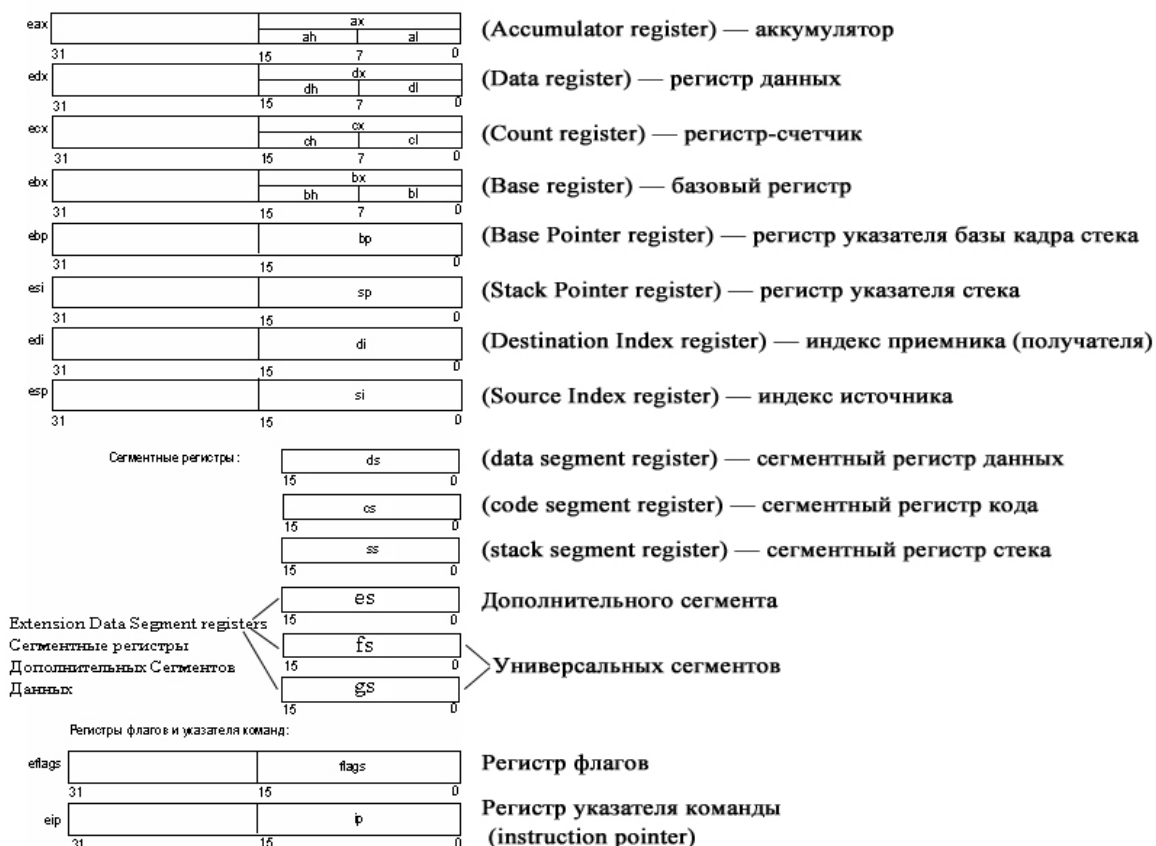 ax
eax
ah al
(Accumulator register) — аккумулятор
31 15 7 0
edx
dx
dh dl
(Data register) — регистр данных
31 15 7 0
ecx
cx
ch cl
(Count register) — регистр-счетчик
31 15 7 0
ebx
bx
bh bl
(Base register) — базовый регистр
31 15 7 0
ebp bp (Base Pointer register) — регистр указателя базы кадра стека
31 15 0
esi sp (Stack Pointer register) — регистр указателя стека
31 15 0
edi di (Destination Index register) — индекс приемника (получателя)
31 15 0
esp si (Source Index register) — индекс источника
31 15 0
Сегментные регистры: ds (data segment register) — сегментный регистр данных
15 0
cs (code segment register) — сегментный регистр кода
15 0
ss (stack segment register) — сегментный регистр стека
15 0
es Дополнительного сегмента
15 0
Extension Data Segment registers
Сегментные регистры
Дополнительных Сегментов
Данных
fs
15 0
Универсальных сегментов
gs
15 0
Регистры флагов и указателя команд:
eflags flags Регистр флагов
31 15 0
eip ip Регистр указателя команды
(instruction pointer)
31 15 0